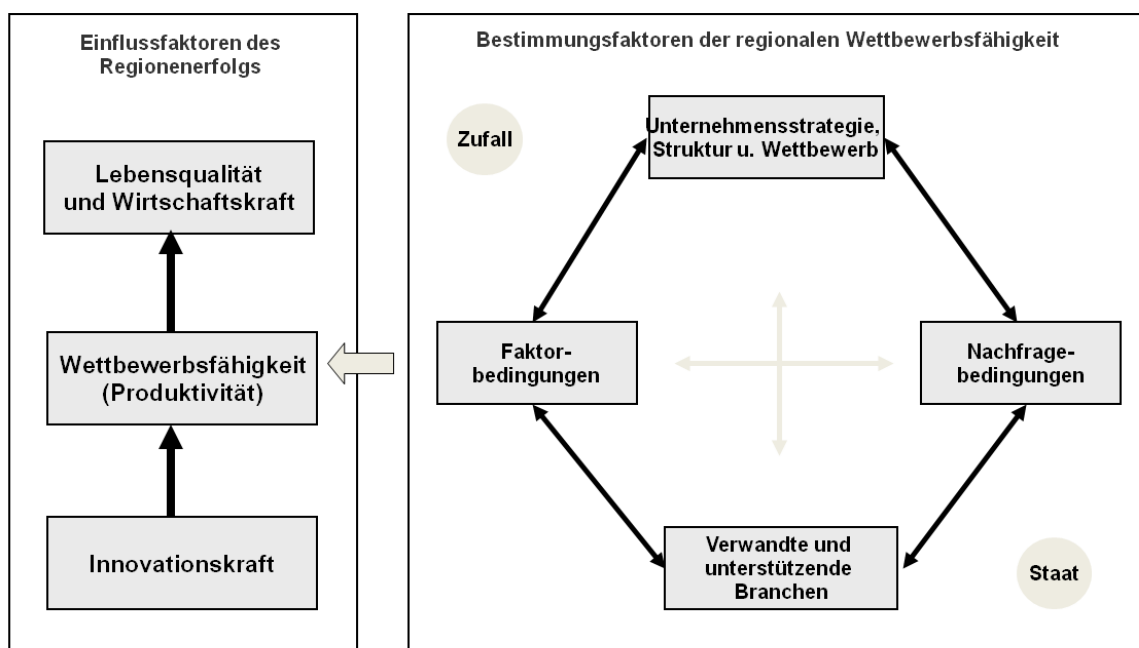 Einflussfaktoren des
Regionenerfolgs
Lebensqualität
und Wirtschaftskraft
Wettbewerbsfähigkeit
(Produktivität)
Innovationskraft
Bestimmungsfaktoren der regionalen Wettbewerbsfähigkeit
Zufall
Unternehmensstrategie,
Struktur u. Wettbewerb
Faktor-
bedingungen
Nachfrage-
bedingungen
Verwandte und
unterstützende
Branchen
Staat